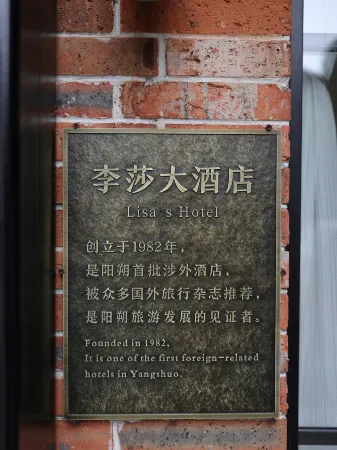 李莎大酒店
Lisa's Hotel
创立于1982年，
是阳朔首批涉外酒店，
被众多国外旅行杂志推荐，
是阳朔旅游发展的见证者。
Founded in 1982,
It is one of the first foreign-related
hotels in Yangshuo.